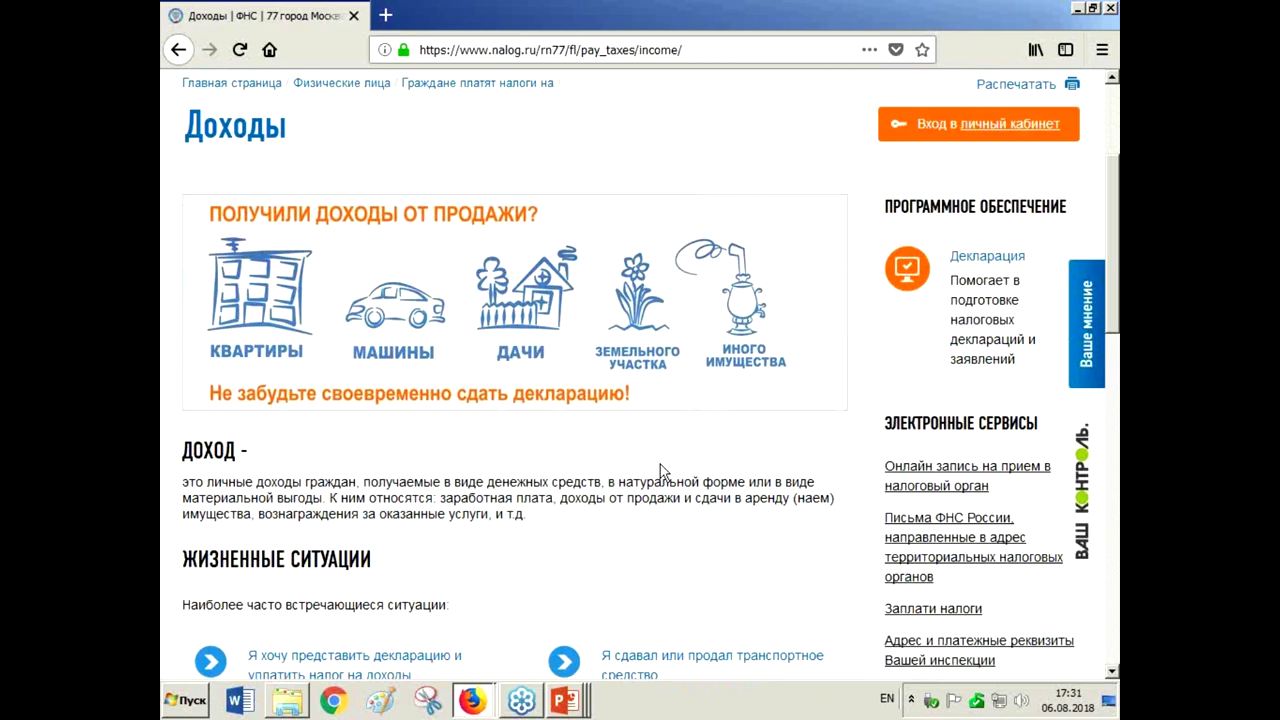 Доходы | ФНС | 77 город Москв
https://www.nalog.ru/rn77/fl/pay_taxes/income/
Главная страница / Физические лица / Граждане платят налоги на
Распечатать
Доходы
Вход в личный кабинет
ПОЛУЧИЛИ ДОХОДЫ ОТ ПРОДАЖИ?
КВАРТИРЫ
МАШИНЫ
ДАЧИ
ЗЕМЕЛЬНОГО
УЧАСТКА
ИНОГО
ИМУЩЕСТВА
Не забудьте своевременно сдать декларацию!
ДОХОД -
это личные доходы граждан, получаемые в виде денежных средств, в натуральной форме или в виде
материальной выгоды. К ним относятся: заработная плата, доходы от продажи и сдачи в аренду (наем)
имущества, вознаграждения за оказанные услуги, и т.д.
ЖИЗНЕННЫЕ СИТУАЦИИ
Наиболее часто встречающиеся ситуации:
Я хочу представить декларацию и
уплатить налог на доходы
Я сдавал или продал транспортное
средство
ПРОГРАММНОЕ ОБЕСПЕЧЕНИЕ
Декларация
Помогает в
подготовке
налоговых
деклараций и
заявлений
Ваше мнение
ЭЛЕКТРОННЫЕ СЕРВИСЫ
Онлайн запись на прием в
налоговый орган
Письма ФНС России,
направленные в адрес
территориальных налоговых
органов
Заплати налоги
Адрес и платежные реквизиты
Вашей инспекции
ВАШ КОНТРОЛЬ.
Пуск
EN
17:31
06.08.2018